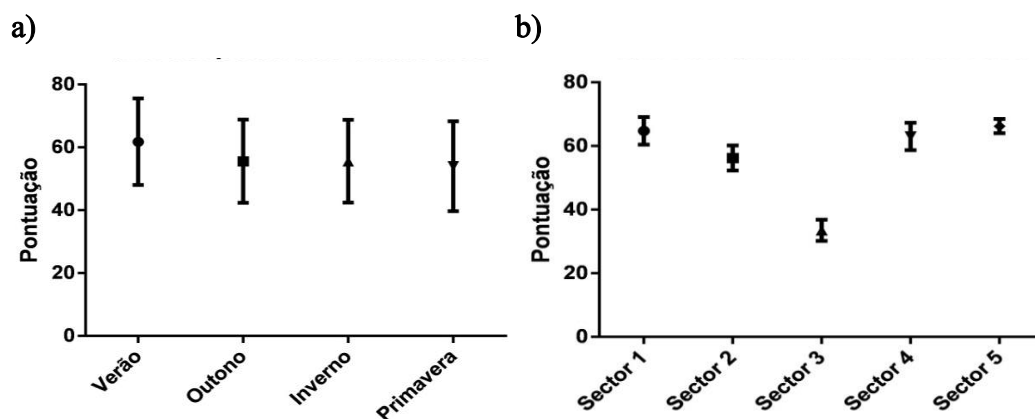 a)
80
60
40
20
0
Pontuação
Verão
Outono
Inverno
Primavera
b)
80
60
40
20
0
Pontuação
Sector 1
Sector 2
Sector 3
Sector 4
Sector 5